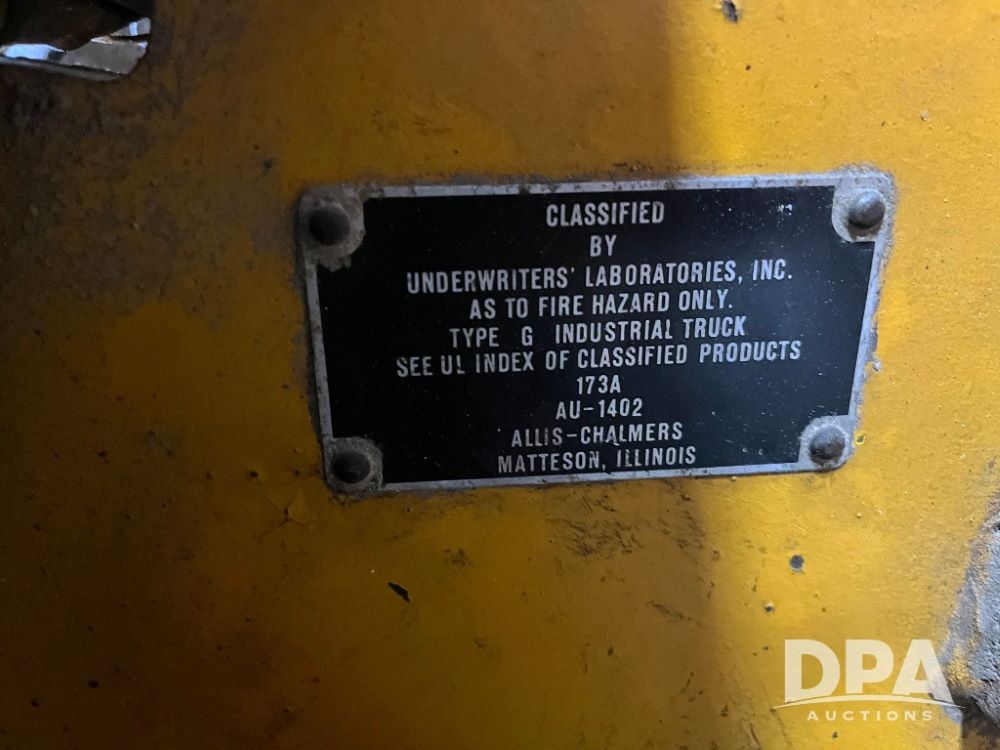 CLASSIFIED
BY
UNDERWRITERS' LABORATORIES, INC.
AS TO FIRE HAZARD ONLY.
TYPE G INDUSTRIAL TRUCK
SEE UL INDEX OF CLASSIFIED PRODUCTS
173A
AU-1402
ALLIS-CHALMERS
MATTESON, ILLINOIS
DPA
AUCTIONS